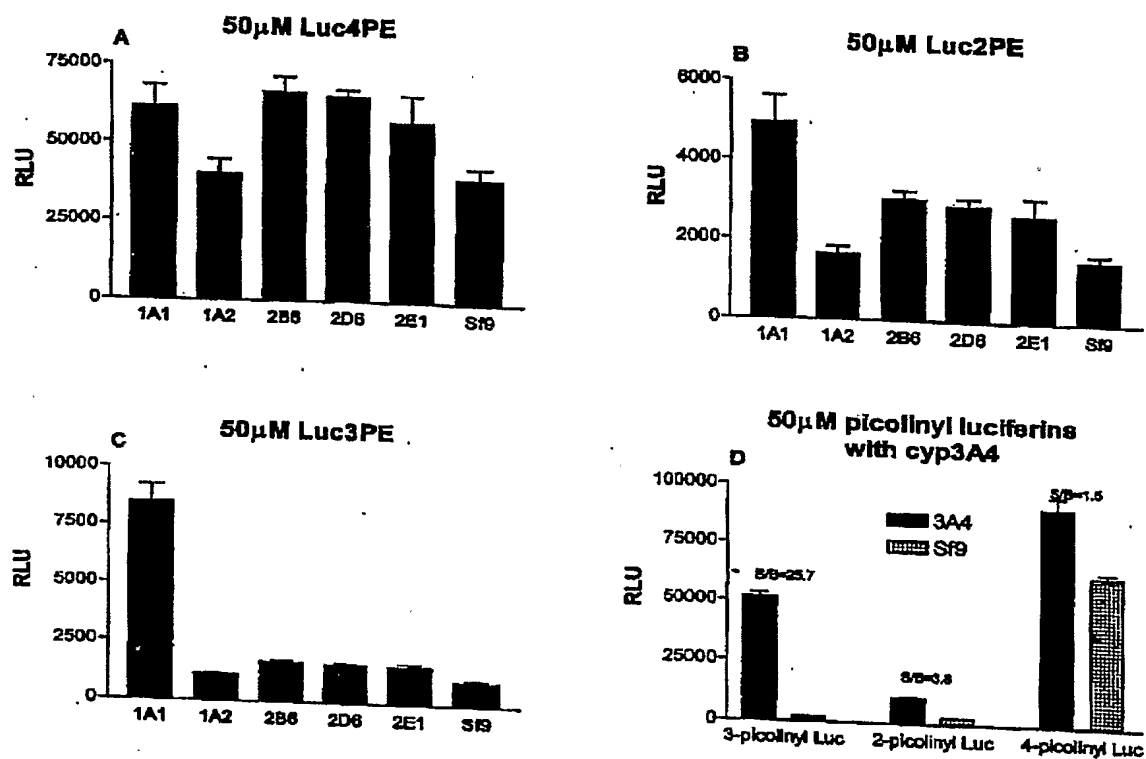 A
50μM Luc4PE
75000
50000
25000
0
RLU
1A1 1A2 2B6 2D6 2E1 Sf9
B
50μM Luc2PE
6000
4000
2000
0
RLU
1A1 1A2 2B6 2D6 2E1 Sf9
C
50μM Luc3PE
10000
7500
5000
2500
0
RLU
1A1 1A2 2B6 2D6 2E1 Sf9
D
50μM picolinyl luciferins
with cyp3A4
100000
75000
50000
25000
0
RLU
3A4
Sf9
S/B=25.7
S/B=3.8
S/B=1.5
3-picolinyl Luc 2-picolinyl Luc 4-picolinyl Luc